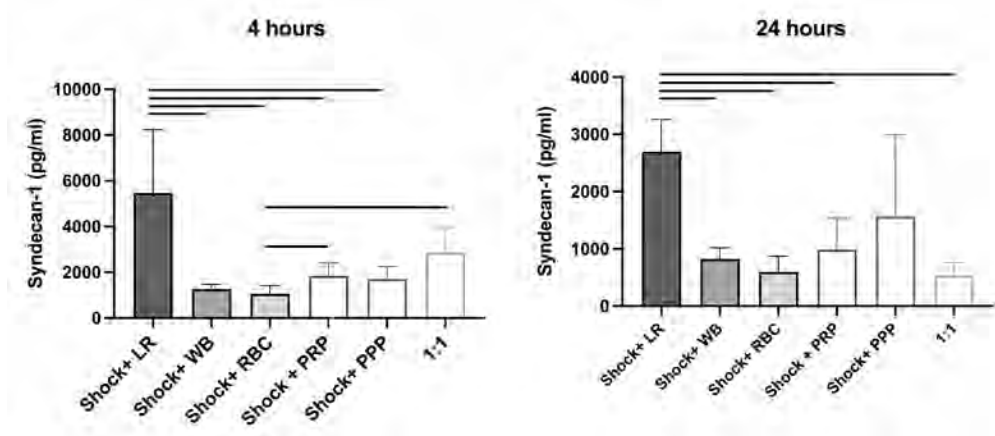 4 hours
Syndecan-1 (pg/ml)
10000
8000
6000
4000
2000
0
Shock+ LR
Shock+ WB
Shock+ RBC
Shock + PRP
Shock+ PPP
1:1
24 hours
Syndecan-1 (pg/ml)
4000
3000
2000
1000
0
Shock+ LR
Shock+ WB
Shock+ RBC
Shock + PRP
Shock+ PPP
1:1